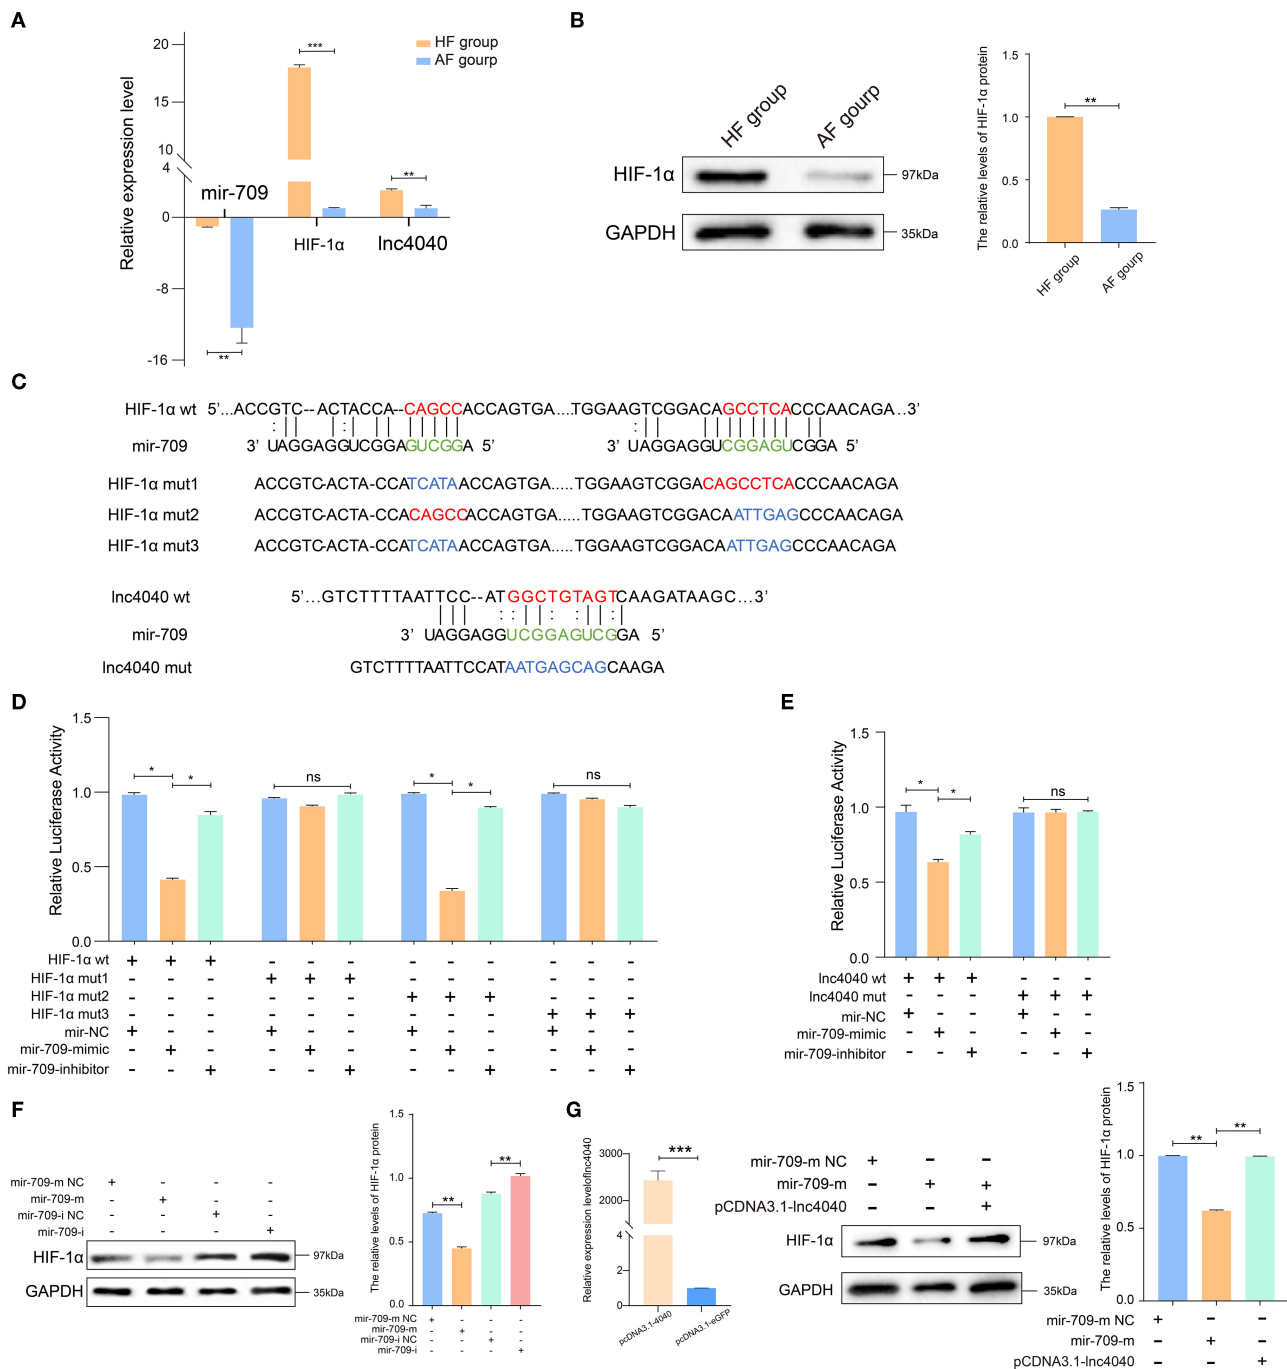 A
Relative expression level
20
15
10
4
0
-8
-16
HF group
AF gourp
***
**
**
mir-709
HIF-1α
lnc4040
B
HF group
AF gourp
HIF-1α
97kDa
GAPDH
35kDa
The relative levels of HIF-1α protein
1.5
1.0
0.5
0.0
**
HF group
AF gourp
C
HIF-1α wt 5'...ACCGTC--ACTACCA--CAGCCACCAGTGA....TGGAAGTCGGACAGCCTCACCCAACAGA...3'
mir-709 3' UAGGAGGUCGGAGUCGGA 5' 3' UAGGAGGUCGGAGUCGGA 5'
HIF-1α mut1 ACCGTC-ACTA-CCATCATAACCAGTGA.....TGGAAGTCGGACAGCCTCACCCAACAGA
HIF-1α mut2 ACCGTC-ACTA-CCACAGCCACCAGTGA.....TGGAAGTCGGACAATTGAGCCCAACAGA
HIF-1α mut3 ACCGTC-ACTA-CCATCATAACCAGTGA.....TGGAAGTCGGACAATTGAGCCCAACAGA
lnc4040 wt 5'...GTCTTTTAATTCC--ATGGCTGTAGTCAAGATAAGC...3'
mir-709 3' UAGGAGGUCGGAGUCGGA 5'
lnc4040 mut GTCTTTTAATTCCATAATGAGCAGCAAGA
D
Relative Luciferase Activity
1.5
1.0
0.5
0.0
* * ns * * ns
HIF-1α wt + + + - - - - - - - - -
HIF-1α mut1 - - - + + + - - - - - -
HIF-1α mut2 - - - - - - + + + - - -
HIF-1α mut3 - - - - - - - - - + + +
mir-NC + - - + - - + - - + - -
mir-709-mimic - + - - + - - + - - + -
mir-709-inhibitor - - + - - + - - + - - +
E
Relative Luciferase Activity
1.5
1.0
0.5
0.0
* * ns
lnc4040 wt + + + - - -
lnc4040 mut - - - + + +
mir-NC + - - + - -
mir-709-mimic - + - - + -
mir-709-inhibitor - - + - - +
F
mir-709-m NC + - - -
mir-709-m - + - -
mir-709-i NC - - + -
mir-709-i - - - +
HIF-1α
97kDa
GAPDH
35kDa
The relative levels of HIF-1α protein
1.5
1.0
0.5
0.0
** **
mir-709-m NC + - - -
mir-709-m - + - -
mir-709-i NC - - + -
mir-709-i - - - +
G
Relative expression leveloflnc4040
3000
2000
4
2
0
***
pcDNA3.1-4040
pcDNA3.1-eGFP
mir-709-m NC + - -
mir-709-m - + +
pCDNA3.1-lnc4040 - - +
HIF-1α
97kDa
GAPDH
35kDa
The relative levels of HIF-1α protein
1.5
1.0
0.5
0.0
** **
mir-709-m NC + - -
mir-709-m - + -
pCDNA3.1-lnc4040 - - +